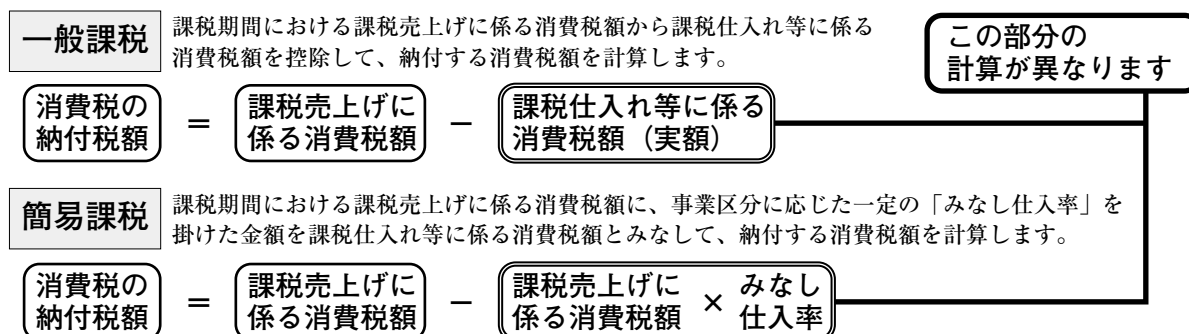 一般課税
課税期間における課税売上げに係る消費税額から課税仕入れ等に係る
消費税額を控除して、納付する消費税額を計算します。
この部分の
計算が異なります
消費税の
納付税額
＝
課税売上げに
係る消費税額
－
課税仕入れ等に係る
消費税額（実額）
簡易課税
課税期間における課税売上げに係る消費税額に、事業区分に応じた一定の「みなし仕入率」を
掛けた金額を課税仕入れ等に係る消費税額とみなして、納付する消費税額を計算します。
消費税の
納付税額
＝
課税売上げに
係る消費税額
－
課税売上げに
係る消費税額
×
みなし
仕入率